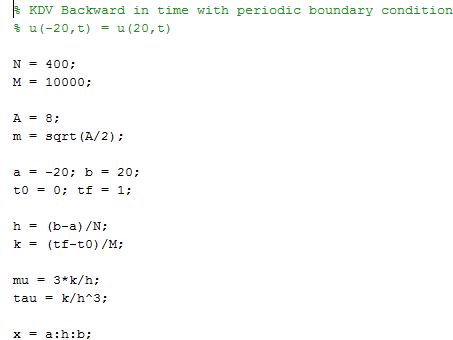 % KDV Backward in time with periodic boundary condition
% u(-20,t) = u(20,t)
N = 400;
M = 10000;
A = 8;
m = sqrt(A/2);
a = -20; b = 20;
t0 = 0; tf = 1;
h = (b-a)/N;
k = (tf-t0)/M;
mu = 3*k/h;
tau = k/h^3;
x = a:h:b;